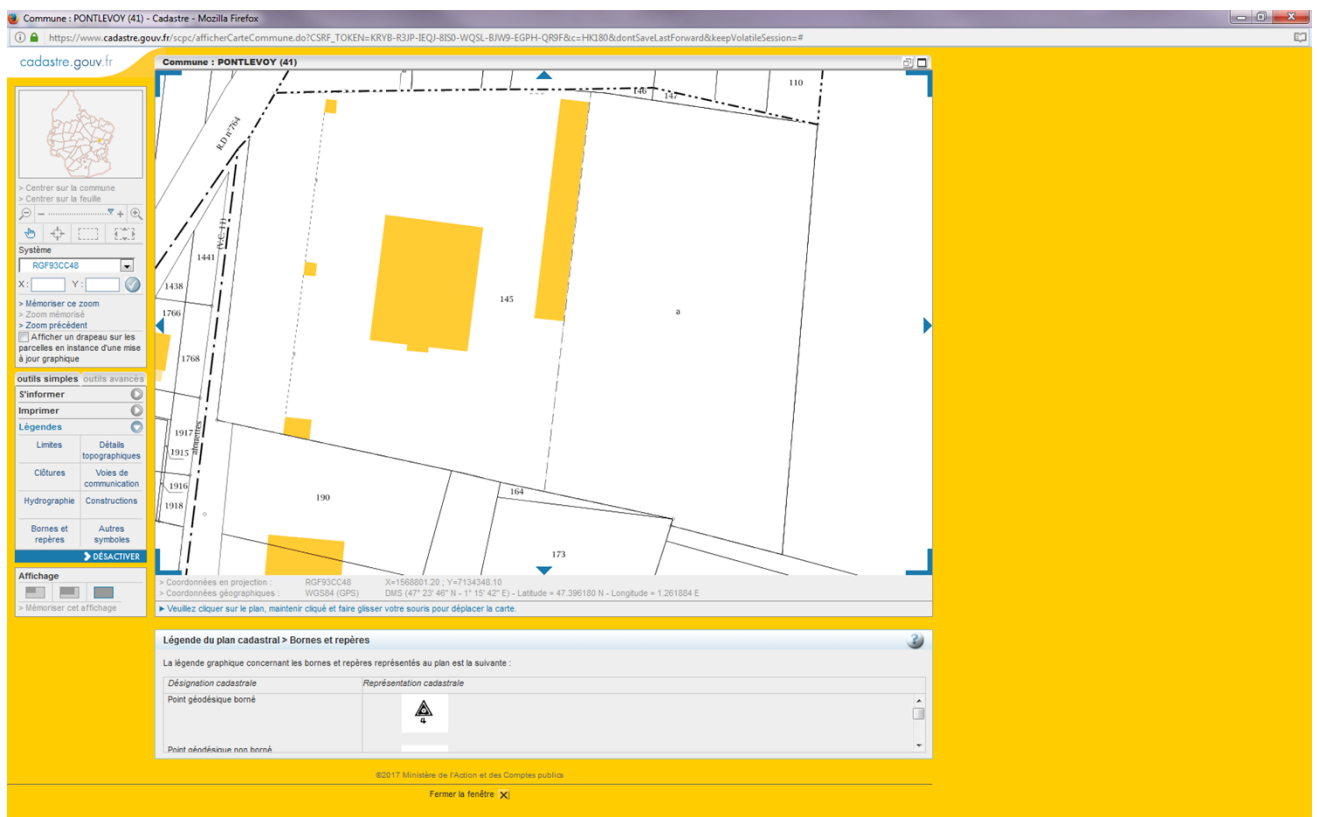 Commune : PONTLEVOY (41) - Cadastre - Mozilla Firefox
https://www.cadastre.gouv.fr/scpc/afficherCarteCommune.do?CSRF_TOKEN=KRYB-R3JP-IEQJ-8IS0-WQSL-BJW9-EGPH-QR9F&c=HK180&dontSaveLastForward&keepVolatileSession=#
cadastre.gouv.fr
Commune : PONTLEVOY (41)
> Centrer sur la commune
> Centrer sur la feuille
Système
RGF93CC48
X: Y:
> Mémoriser ce zoom
> Zoom mémorisé
> Zoom précédent
Afficher un drapeau sur les
parcelles en instance d'une mise
à jour graphique
outils simples outils avancés
S'informer
Imprimer
Légendes
Limites
Détails
topographiques
Clôtures
Voies de
communication
Hydrographie
Constructions
Bornes et
repères
Autres
symboles
DÉSACTIVER
Affichage
> Mémoriser cet affichage
110
146
147
R.D n°764
(V.C. 11)
1441
1438
1766
145
a
1768
1917
alouettes
1915
1916
1918
190
164
173
> Coordonnées en projection : RGF93CC48 X=1568801.20 ; Y=7134348.10
> Coordonnées géographiques : WGS84 (GPS) DMS (47° 23' 46" N - 1° 15' 42" E) - Latitude = 47.396180 N - Longitude = 1.261884 E
Veuillez cliquer sur le plan, maintenir cliqué et faire glisser votre souris pour déplacer la carte.
Légende du plan cadastral > Bornes et repères
La légende graphique concernant les bornes et repères représentés au plan est la suivante :
Désignation cadastrale Représentation cadastrale
Point géodésique borné
4
Point géodésique non borné
©2017 Ministère de l'Action et des Comptes publics
Fermer la fenêtre X